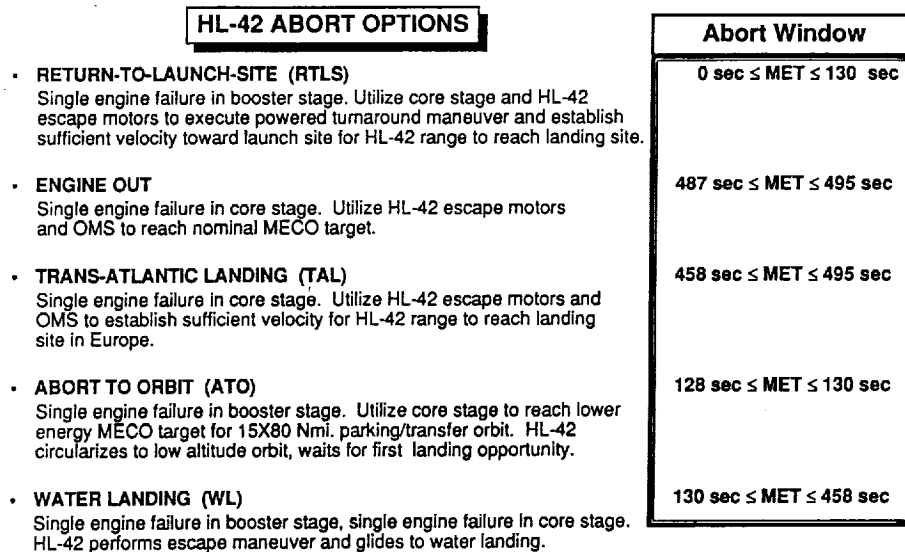 HL-42 ABORT OPTIONS
Abort Window
• RETURN-TO-LAUNCH-SITE (RTLS)
0 sec ≤ MET ≤ 130 sec
Single engine failure in booster stage. Utilize core stage and HL-42
escape motors to execute powered turnaround maneuver and establish
sufficient velocity toward launch site for HL-42 range to reach landing site.
• ENGINE OUT
487 sec ≤ MET ≤ 495 sec
Single engine failure in core stage. Utilize HL-42 escape motors
and OMS to reach nominal MECO target.
• TRANS-ATLANTIC LANDING (TAL)
458 sec ≤ MET ≤ 495 sec
Single engine failure in core stage. Utilize HL-42 escape motors and
OMS to establish sufficient velocity for HL-42 range to reach landing
site in Europe.
• ABORT TO ORBIT (ATO)
128 sec ≤ MET ≤ 130 sec
Single engine failure in booster stage. Utilize core stage to reach lower
energy MECO target for 15X80 Nmi. parking/transfer orbit. HL-42
circularizes to low altitude orbit, waits for first landing opportunity.
• WATER LANDING (WL)
130 sec ≤ MET ≤ 458 sec
Single engine failure in booster stage, single engine failure in core stage.
HL-42 performs escape maneuver and glides to water landing.